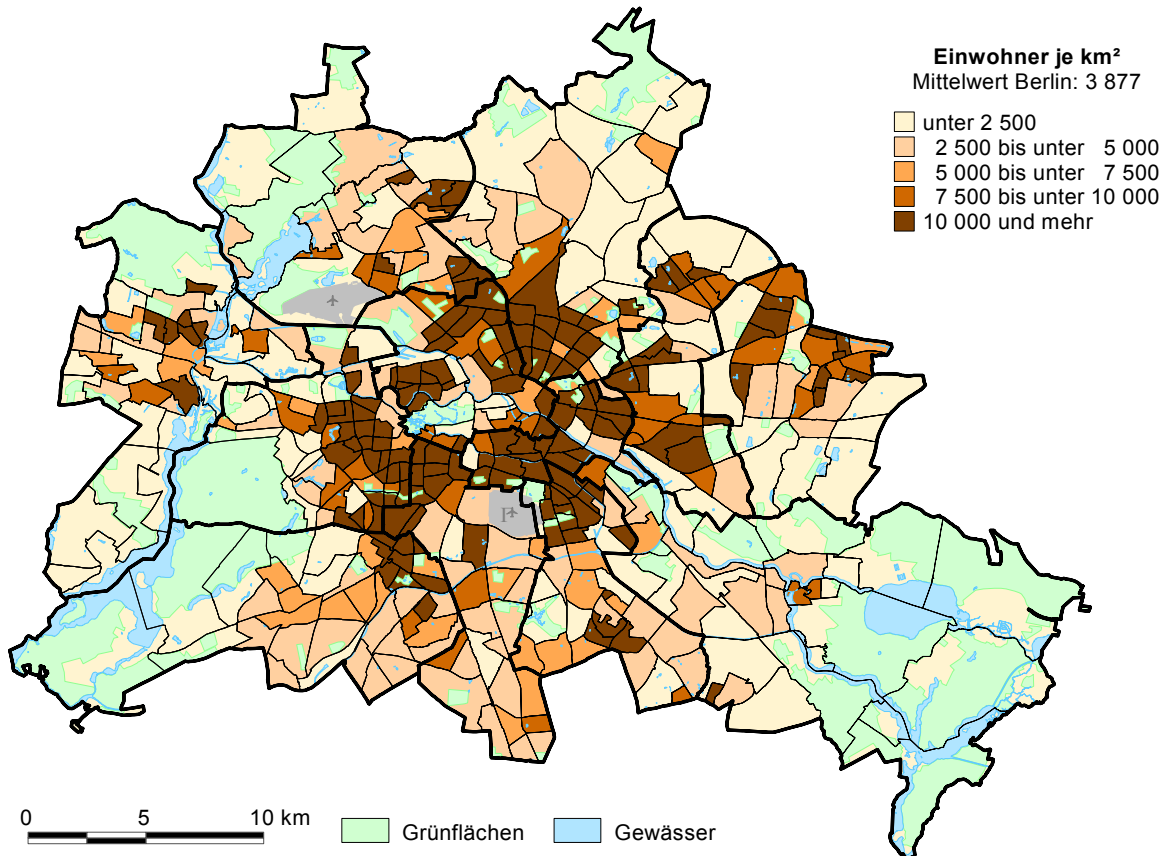 Einwohner je km²
Mittelwert Berlin: 3 877
unter 2 500
2 500 bis unter 5 000
5 000 bis unter 7 500
7 500 bis unter 10 000
10 000 und mehr
0 5 10 km
Grünflächen
Gewässer